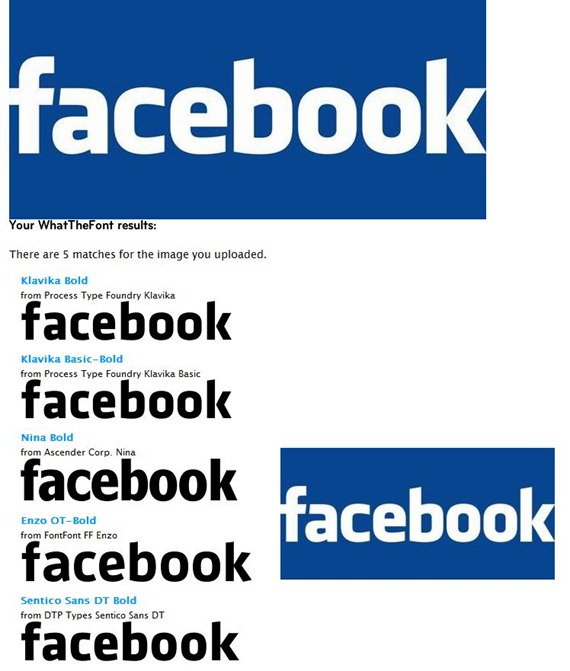 facebook
Your WhatTheFont results:
There are 5 matches for the image you uploaded.
Klavika Bold
from Process Type Foundry Klavika
facebook
Klavika Basic-Bold
from Process Type Foundry Klavika Basic
facebook
Nina Bold
from Ascender Corp. Nina
facebook
facebook
Enzo OT-Bold
from FontFont FF Enzo
facebook
Sentico Sans DT Bold
from DTP Types Sentico Sans DT
facebook